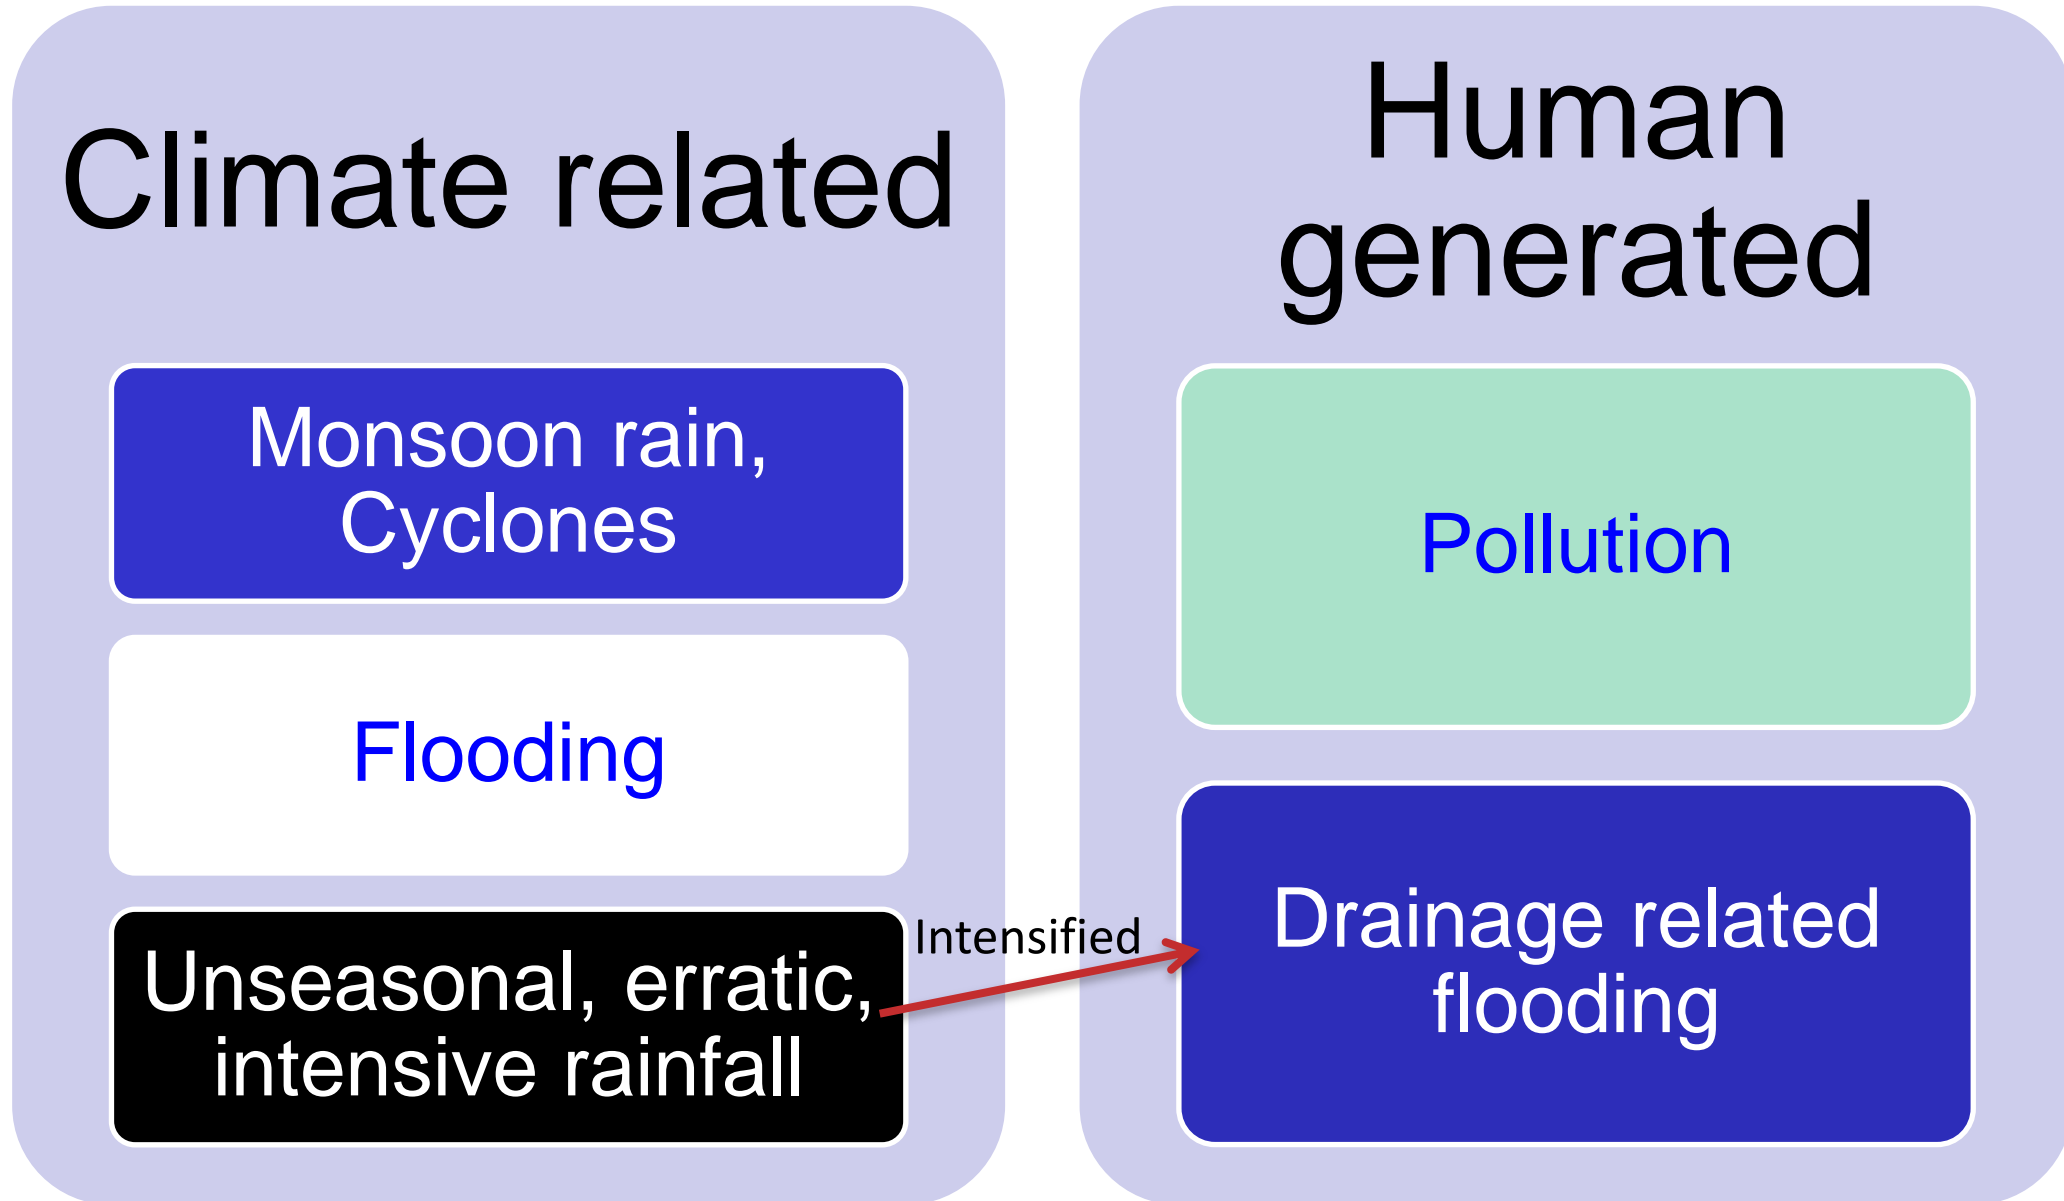 Climate related
Monsoon rain,
Cyclones
Flooding
Unseasonal, erratic,
intensive rainfall
Intensified
Human
generated
Pollution
Drainage related
flooding